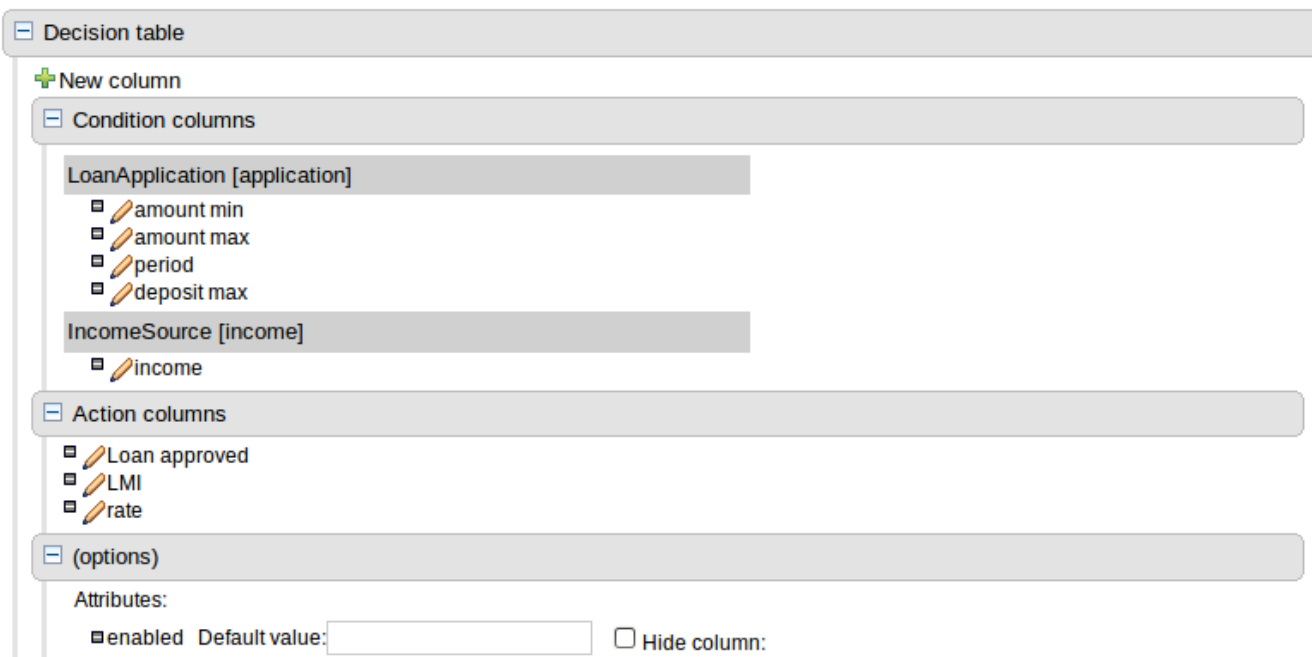 Decision table
New column
Condition columns
LoanApplication [application]
amount min
amount max
period
deposit max
IncomeSource [income]
income
Action columns
Loan approved
LMI
rate
(options)
Attributes:
enabled Default value: Hide column: